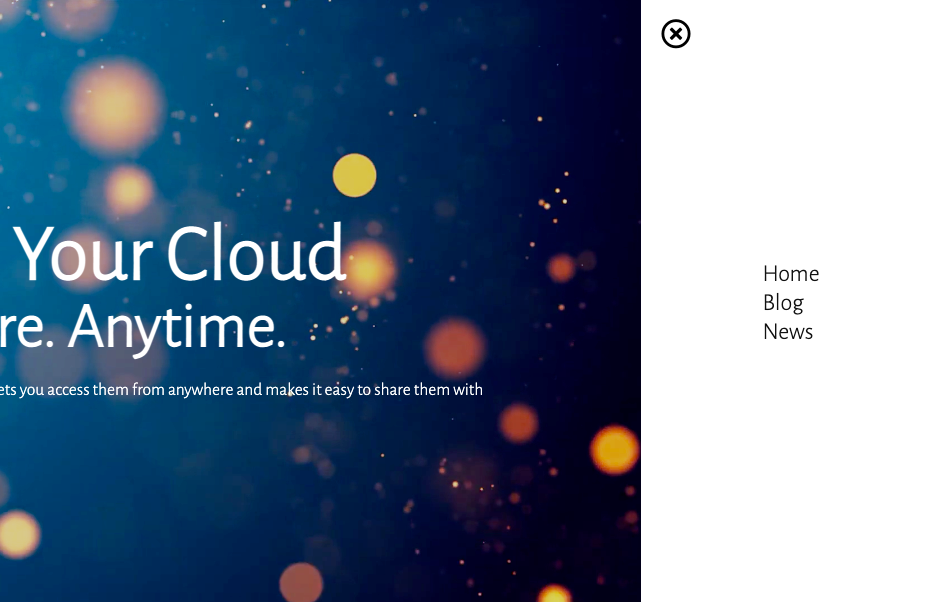 Your Cloud
re. Anytime.
ets you access them from anywhere and makes it easy to share them with
Home
Blog
News